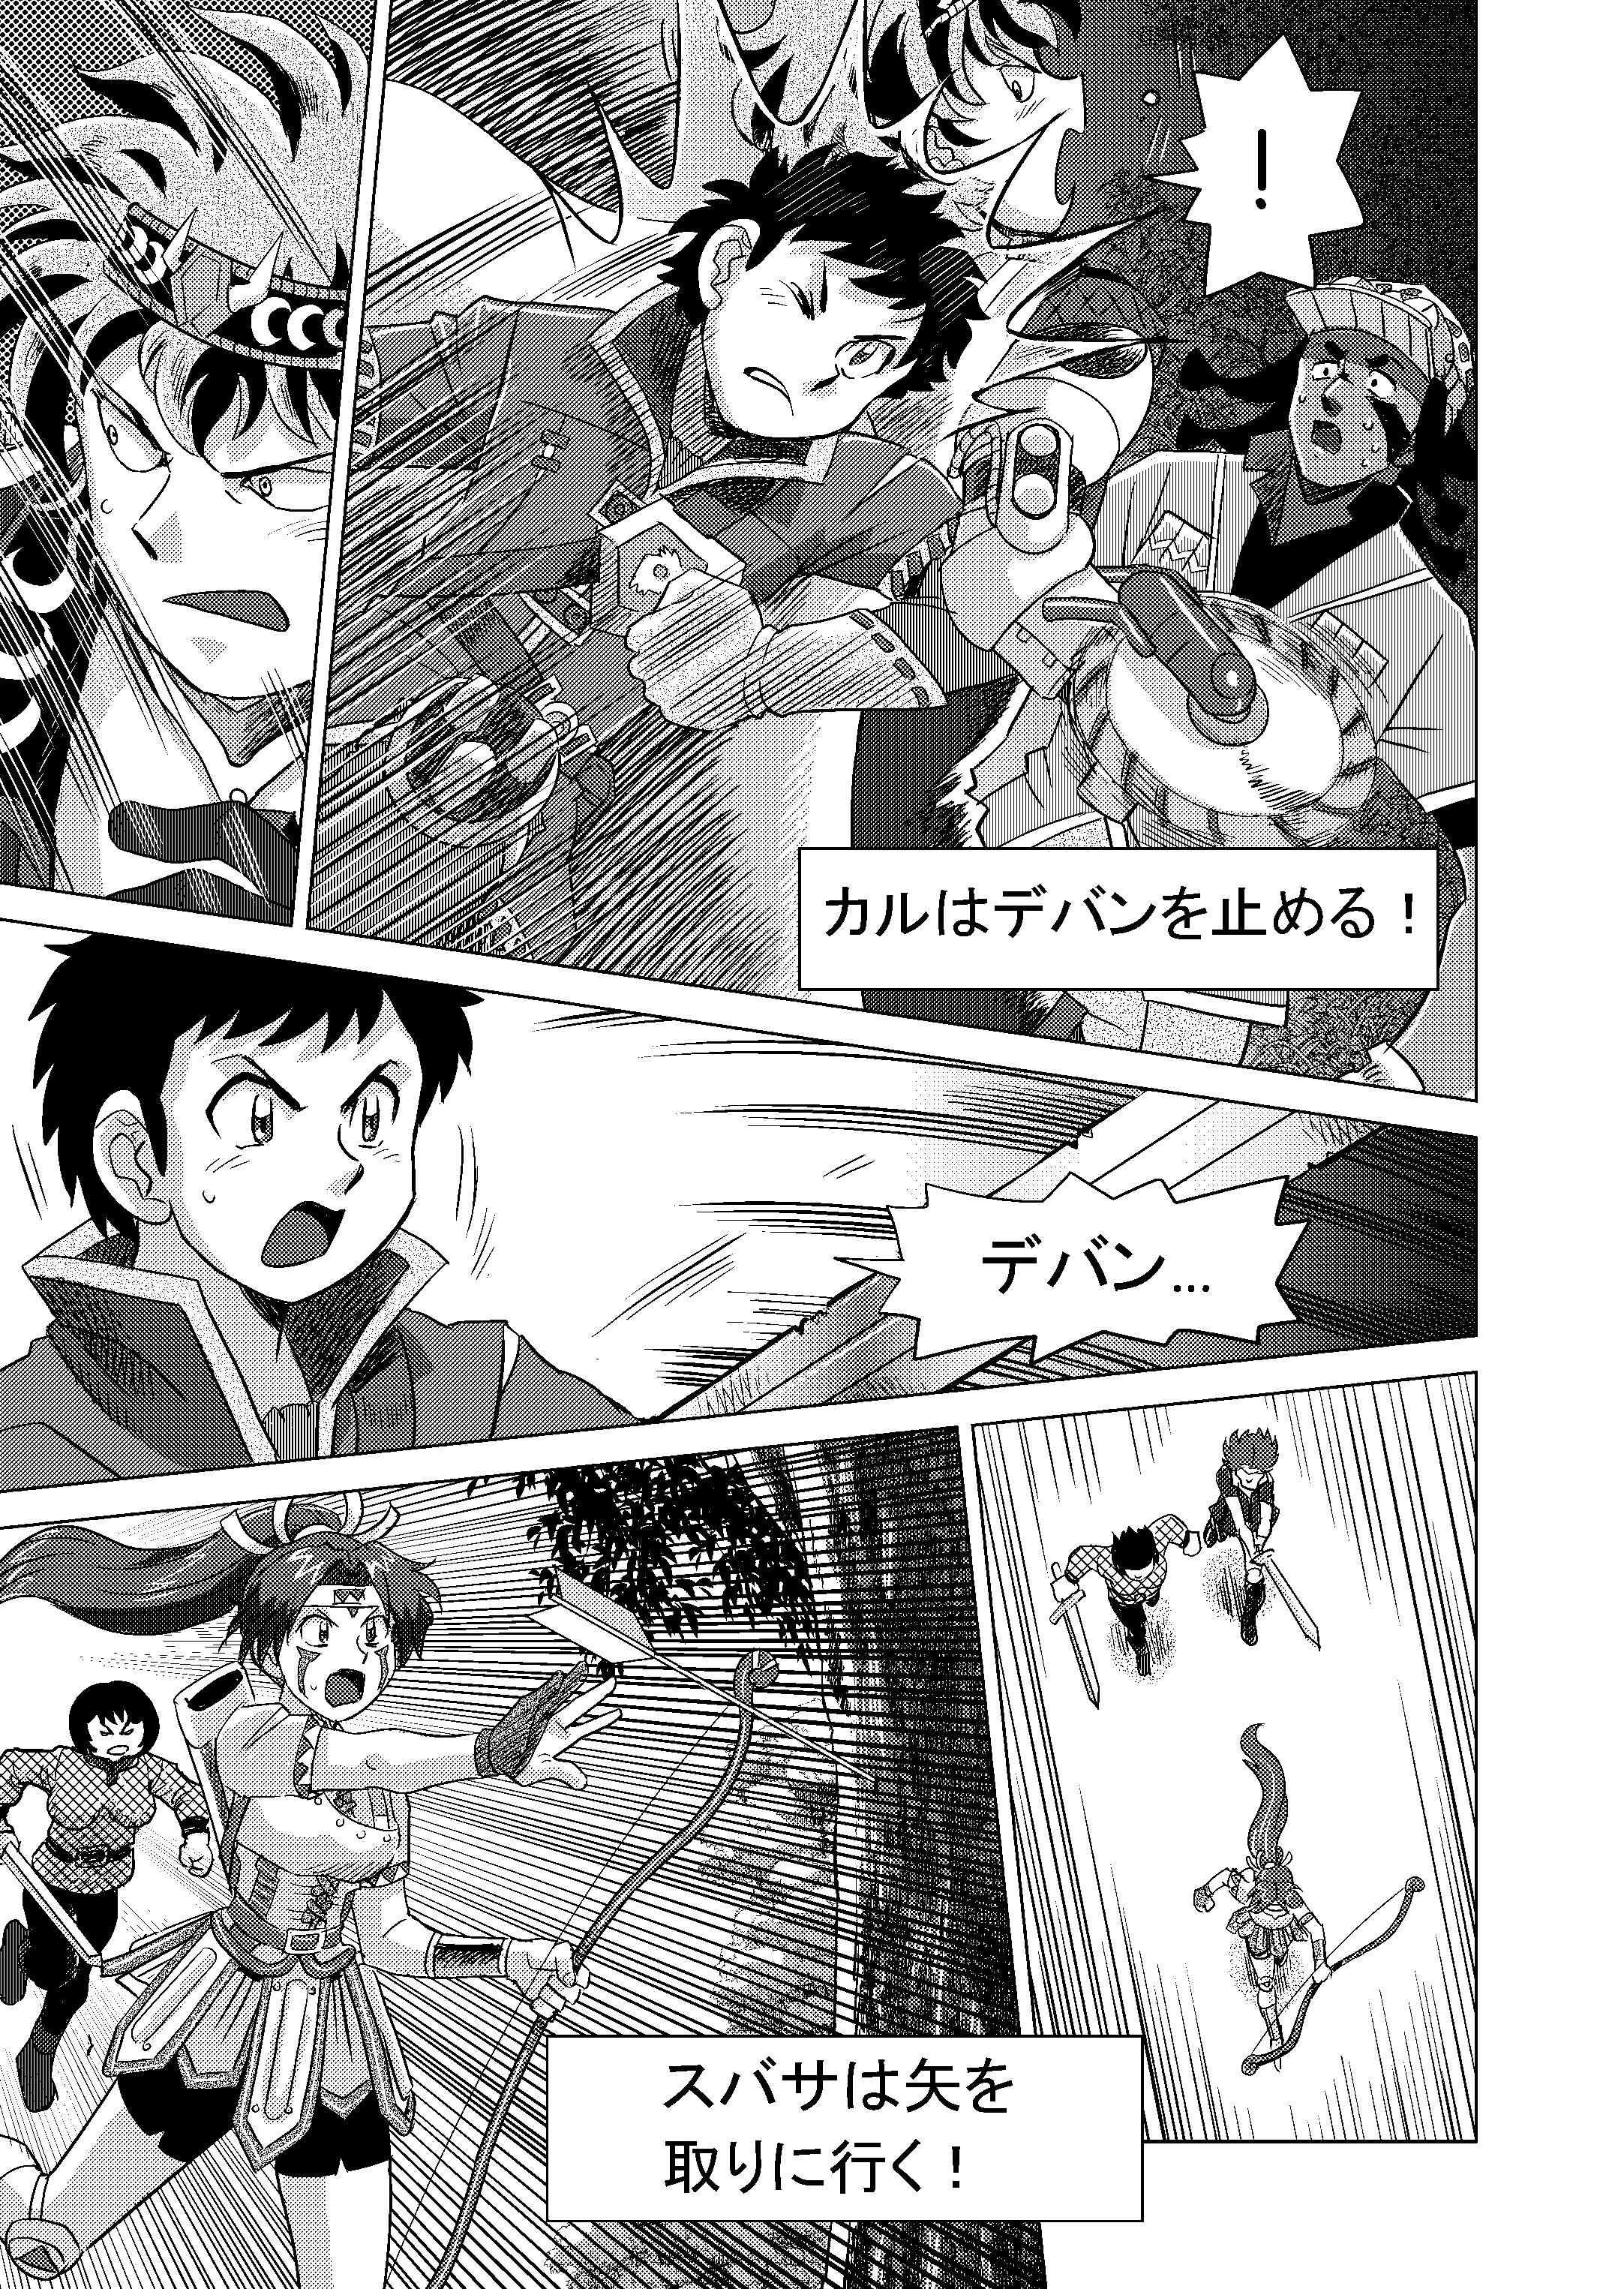 ！
カルはデバンを止める！
デバン…
スバサは矢を
取りに行く！